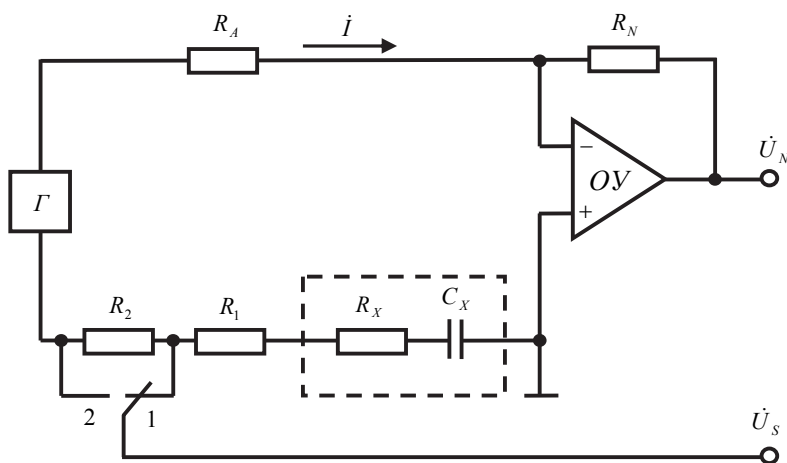 R_A
İ
R_N
−
ОУ
+
U̇_N
Г
R_2
R_1
R_X
C_X
2
1
U̇_S